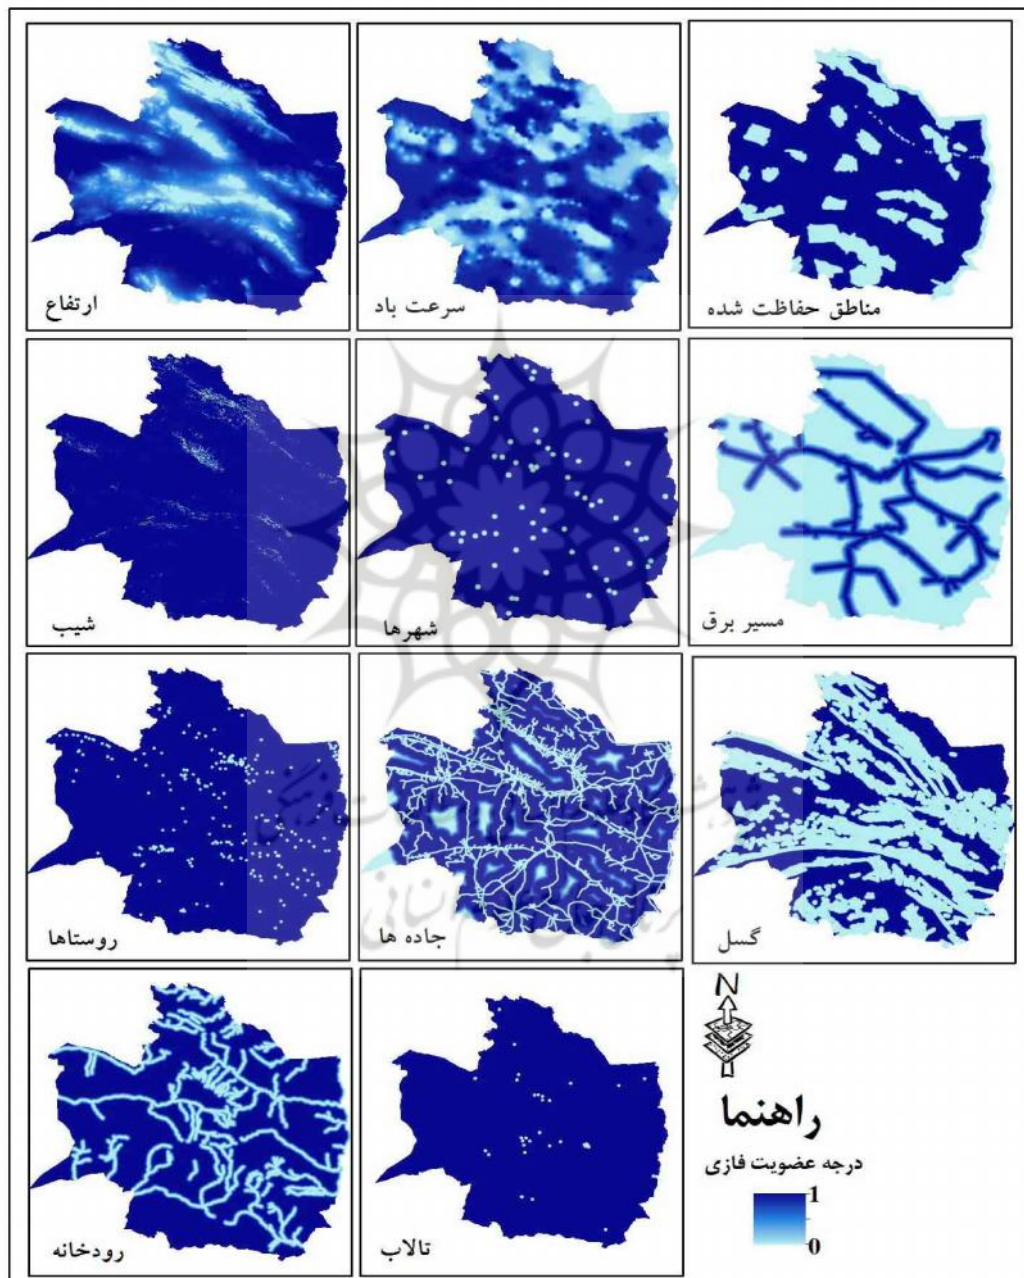 ارتفاع
سرعت باد
مناطق حفاظت شده
شیب
شهرها
مسیر برق
روستاها
جاده ها
گسل
رودخانه
تالاب
N
راهنما
درجه عضویت فازی
1
0